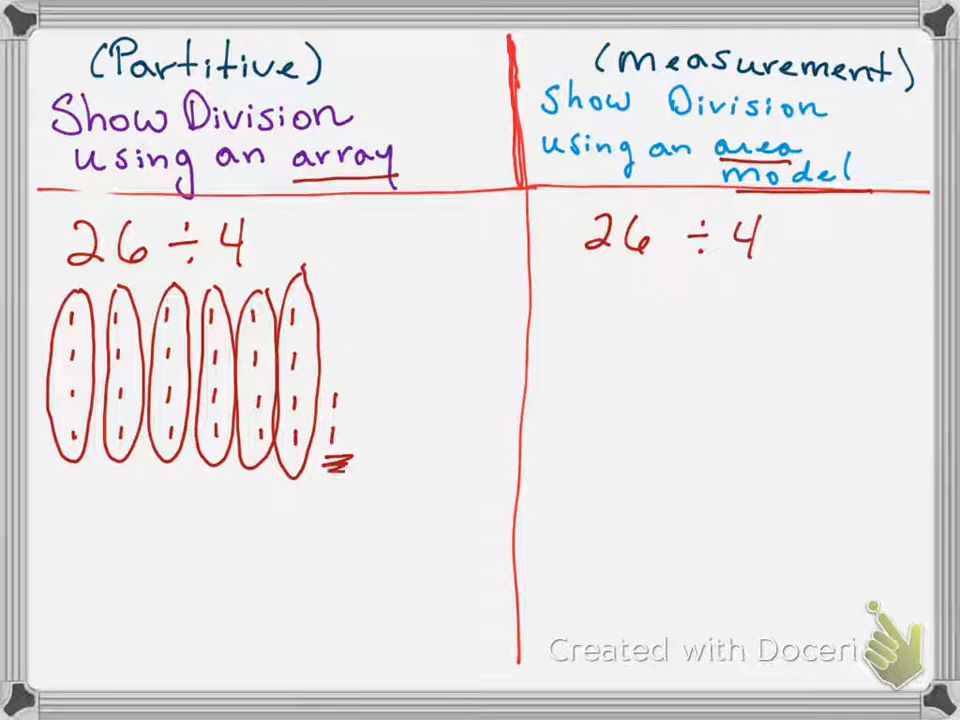 (Partitive)
Show Division
using an array
26 ÷ 4
(measurement)
Show Division
using an area
model
26 ÷ 4
Created with Doceri